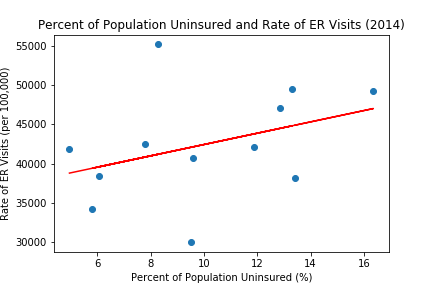 Percent of Population Uninsured and Rate of ER Visits (2014)
Rate of ER Visits (per 100,000)
55000
50000
45000
40000
35000
30000
6 8 10 12 14 16
Percent of Population Uninsured (%)